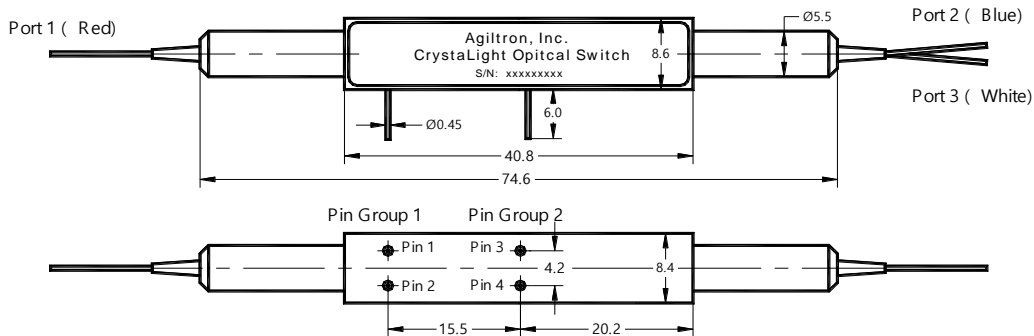 Port 1 ( Red)
Agiltron, Inc.
CrystaLight Opitcal Switch
S/N: xxxxxxxxx
8.6
Ø5.5
Port 2 ( Blue)
Port 3 ( White)
Ø0.45
6.0
40.8
74.6
Pin Group 1
Pin Group 2
Pin 1
Pin 3
Pin 2
Pin 4
4.2
8.4
15.5
20.2